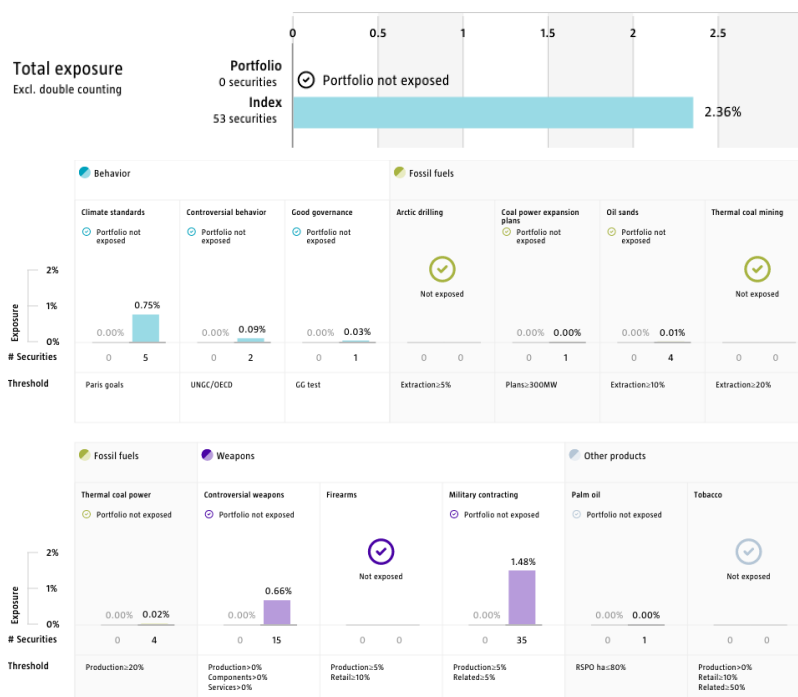 0 0.5 1 1.5 2 2.5
Total exposure
Excl. double counting
Portfolio
0 securities
Portfolio not exposed
Index
53 securities
2.36%
Behavior
Fossil fuels
Climate standards
Portfolio not
exposed
Controversial behavior
Portfolio not
exposed
Good governance
Portfolio not
exposed
Arctic drilling
Not exposed
Coal power expansion
plans
Portfolio not
exposed
Oil sands
Portfolio not
exposed
Thermal coal mining
Not exposed
Exposure
2%
1%
0%
0.00% 0.75%
0.00% 0.09%
0.00% 0.03%
0.00% 0.00%
0.00% 0.01%
# Securities 0 5 0 2 0 1 0 0 0 1 0 4 0 0
Threshold Paris goals UNGC/OECD GG test Extraction≥5% Plans≥300MW Extraction≥10% Extraction≥20%
Fossil fuels
Weapons
Other products
Thermal coal power
Portfolio not exposed
Controversial weapons
Portfolio not exposed
Firearms
Not exposed
Military contracting
Portfolio not exposed
Palm oil
Portfolio not exposed
Tobacco
Not exposed
Exposure
2%
1%
0%
0.00% 0.02%
0.00% 0.66%
0.00% 1.48%
0.00% 0.00%
# Securities 0 4 0 15 0 0 0 35 0 1 0 0
Threshold
Production≥20%
Production>0%
Components>0%
Services>0%
Production≥5%
Retail≥10%
Production≥5%
Related≥5%
RSPO ha≤80%
Production>0%
Retail≥10%
Related≥50%